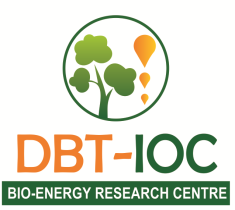 DBT-IOC
BIO-ENERGY RESEARCH CENTRE